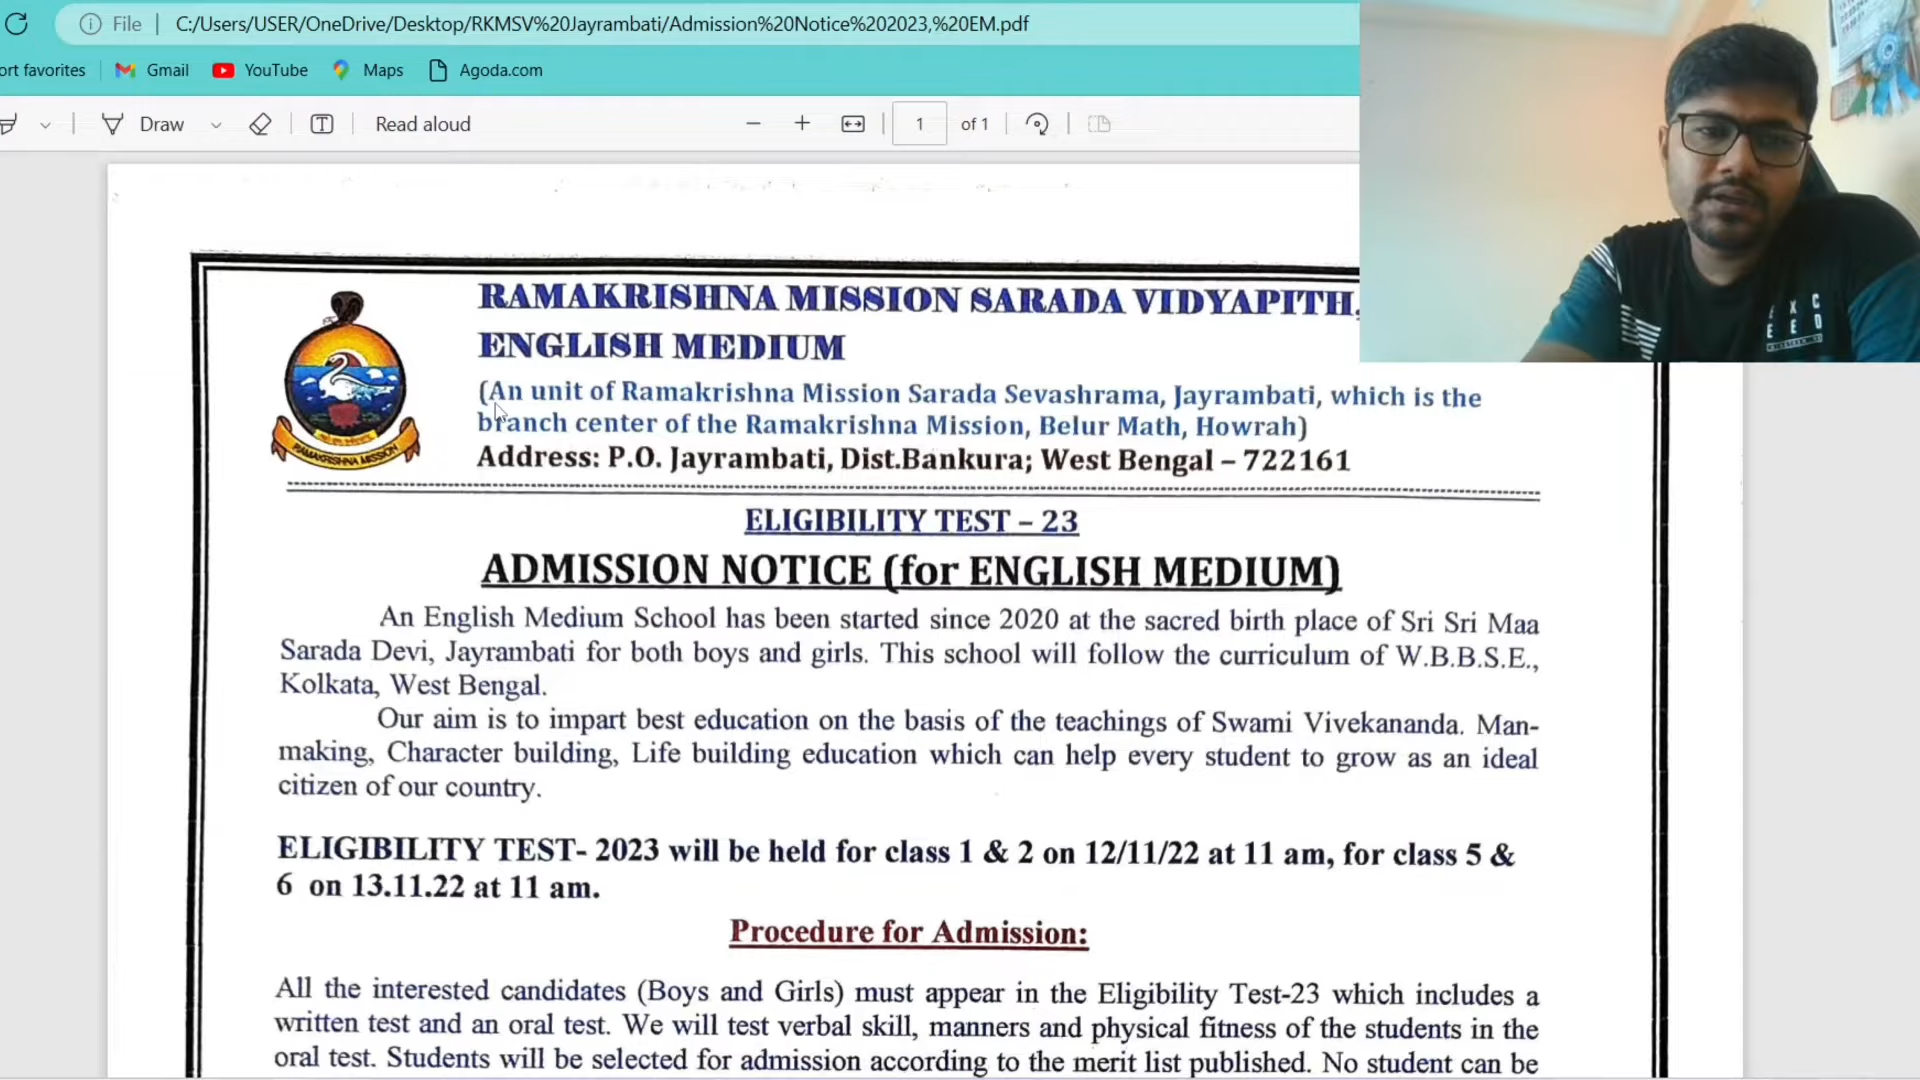 File | C:/Users/USER/OneDrive/Desktop/RKMSV%20Jayrambati/Admission%20Notice%202023,%20EM.pdf
ort favorites Gmail YouTube Maps Agoda.com
Draw T Read aloud 1 of 1
RAMAKRISHNA MISSION SARADA VIDYAPITH,
ENGLISH MEDIUM
(An unit of Ramakrishna Mission Sarada Sevashrama, Jayrambati, which is the
branch center of the Ramakrishna Mission, Belur Math, Howrah)
Address: P.O. Jayrambati, Dist.Bankura; West Bengal – 722161
RAMAKRISHNA MISSION
ELIGIBILITY TEST – 23
ADMISSION NOTICE (for ENGLISH MEDIUM)
An English Medium School has been started since 2020 at the sacred birth place of Sri Sri Maa
Sarada Devi, Jayrambati for both boys and girls. This school will follow the curriculum of W.B.B.S.E.,
Kolkata, West Bengal.
Our aim is to impart best education on the basis of the teachings of Swami Vivekananda. Man-
making, Character building, Life building education which can help every student to grow as an ideal
citizen of our country.
ELIGIBILITY TEST- 2023 will be held for class 1 & 2 on 12/11/22 at 11 am, for class 5 &
6 on 13.11.22 at 11 am.
Procedure for Admission:
All the interested candidates (Boys and Girls) must appear in the Eligibility Test-23 which includes a
written test and an oral test. We will test verbal skill, manners and physical fitness of the students in the
oral test. Students will be selected for admission according to the merit list published. No student can be